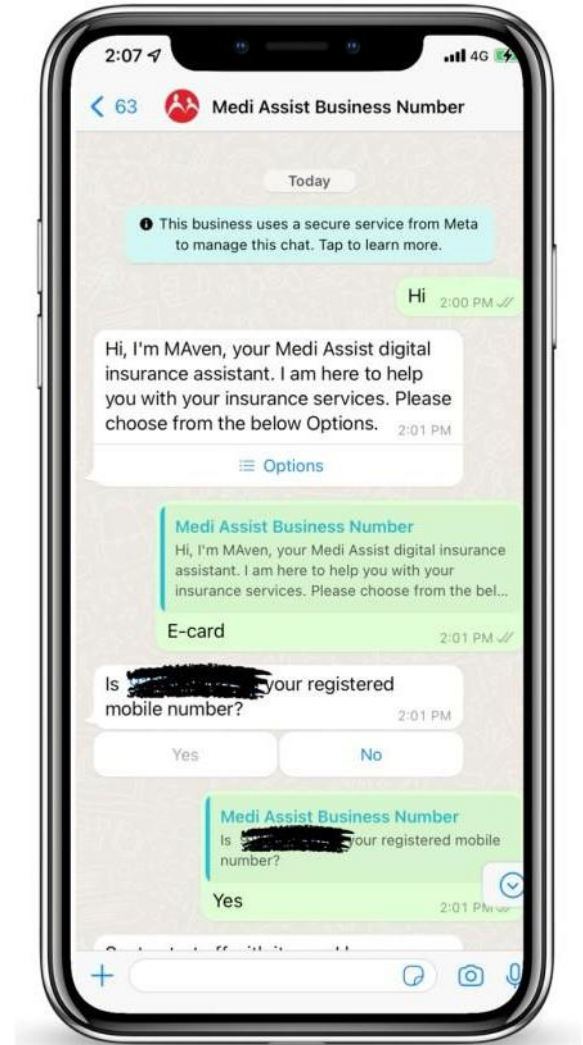 2:07
4G
63
Medi Assist Business Number
Today
This business uses a secure service from Meta
to manage this chat. Tap to learn more.
Hi 2:00 PM
Hi, I'm MAven, your Medi Assist digital
insurance assistant. I am here to help
you with your insurance services. Please
choose from the below Options. 2:01 PM
Options
Medi Assist Business Number
Hi, I'm MAven, your Medi Assist digital insurance
assistant. I am here to help you with your
insurance services. Please choose from the bel...
E-card 2:01 PM
Is your registered
mobile number? 2:01 PM
Yes No
Medi Assist Business Number
Is your registered mobile
number?
Yes 2:01 PM